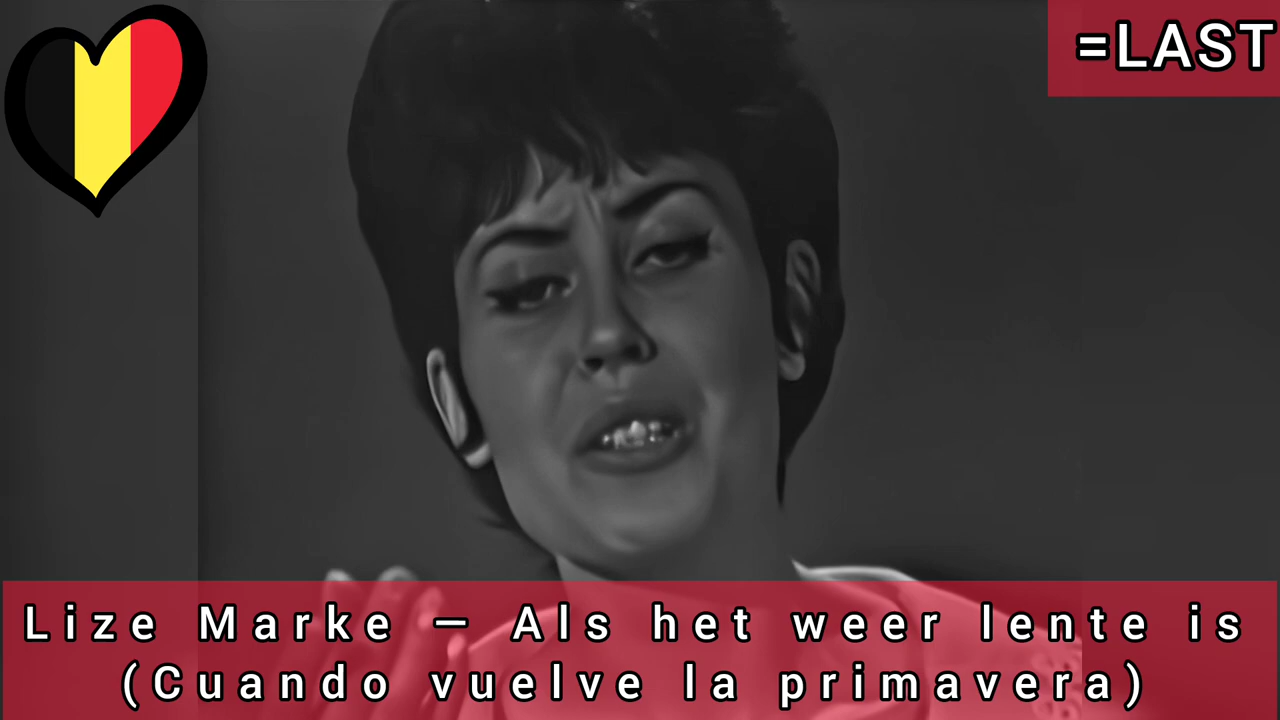 =LAST
Lize Marke – Als het weer lente is
(Cuando vuelve la primavera)